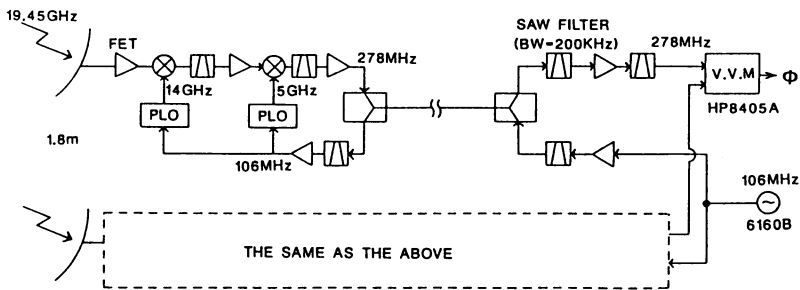 19.45GHz
FET
14GHz
5GHz
278MHz
PLO
PLO
1.8m
106MHz
SAW FILTER
(BW=200KHz)
278MHz
V.V.M
Φ
HP8405A
106MHz
6160B
THE SAME AS THE ABOVE